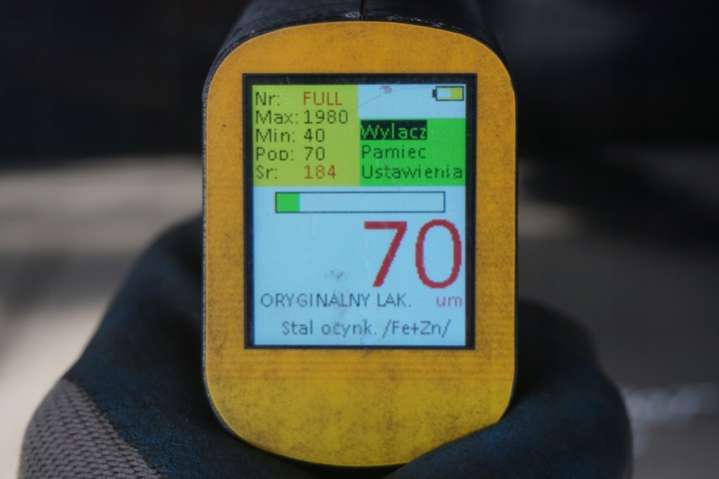 Nr: FULL
Max: 1980
Min: 40
Pop: 70
Sr: 184
Wylacz
Pamiec
Ustawienia
70
ORYGINALNY LAK. um
Stal ocynk. /Fe+Zn/